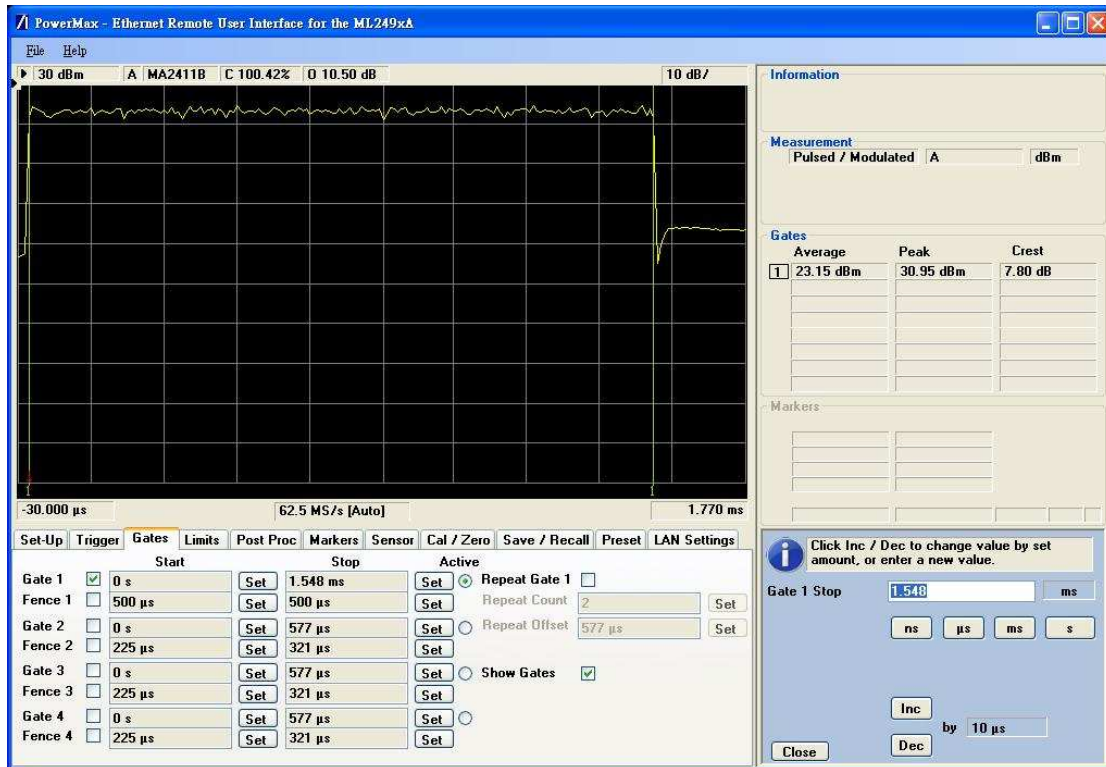 PowerMax - Ethernet Remote User Interface for the ML249xA
File Help
30 dBm A MA2411B C 100.42% O 10.50 dB 10 dB/
1 1
-30.000 µs 62.5 MS/s [Auto] 1.770 ms
Set-Up Trigger Gates Limits Post Proc Markers Sensor Cal / Zero Save / Recall Preset LAN Settings
Start Stop Active
Gate 1 0 s Set 1.548 ms Set Repeat Gate 1
Fence 1 500 µs Set 500 µs Set Repeat Count 2 Set
Gate 2 0 s Set 577 µs Set Repeat Offset 577 µs Set
Fence 2 225 µs Set 321 µs Set
Gate 3 0 s Set 577 µs Set Show Gates
Fence 3 225 µs Set 321 µs Set
Gate 4 0 s Set 577 µs Set
Fence 4 225 µs Set 321 µs Set
Information
Measurement
Pulsed / Modulated A dBm
Gates
Average Peak Crest
1 23.15 dBm 30.95 dBm 7.80 dB
Markers
Click Inc / Dec to change value by set
amount, or enter a new value.
Gate 1 Stop 1.548 ms
ns µs ms s
Inc
by 10 µs
Close Dec